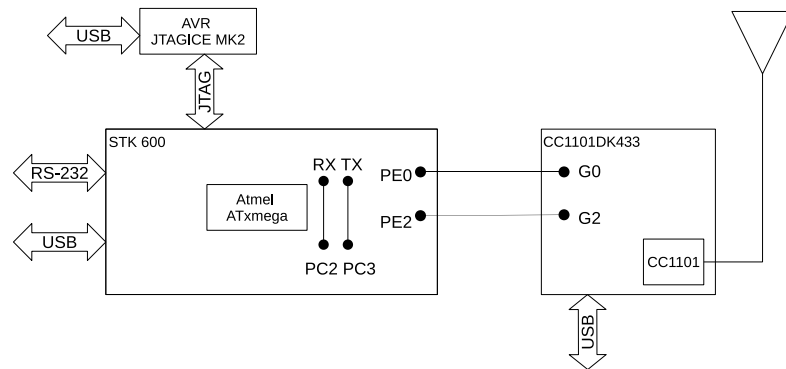 AVR
JTAGICE MK2
USB
JTAG
STK 600
CC1101DK433
RX TX
PE0
G0
RS-232
Atmel
ATxmega
PE2
G2
USB
PC2 PC3
CC1101
USB